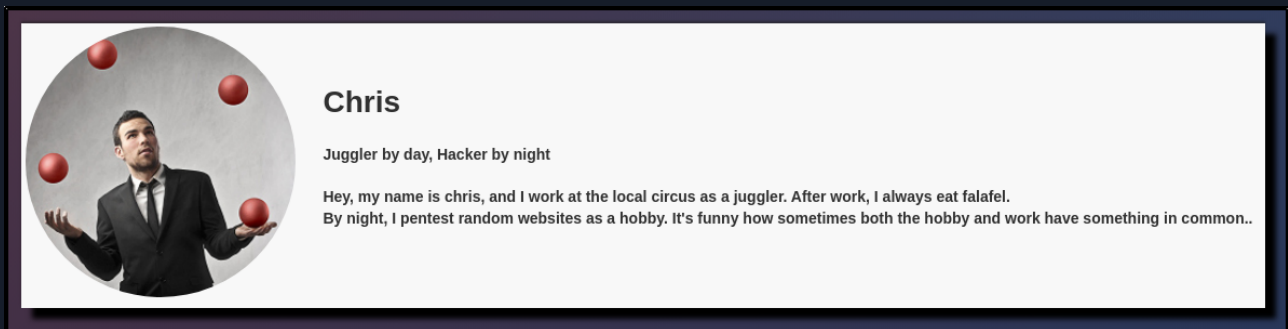 Chris
Juggler by day, Hacker by night
Hey, my name is chris, and I work at the local circus as a juggler. After work, I always eat falafel.
By night, I pentest random websites as a hobby. It's funny how sometimes both the hobby and work have something in common..